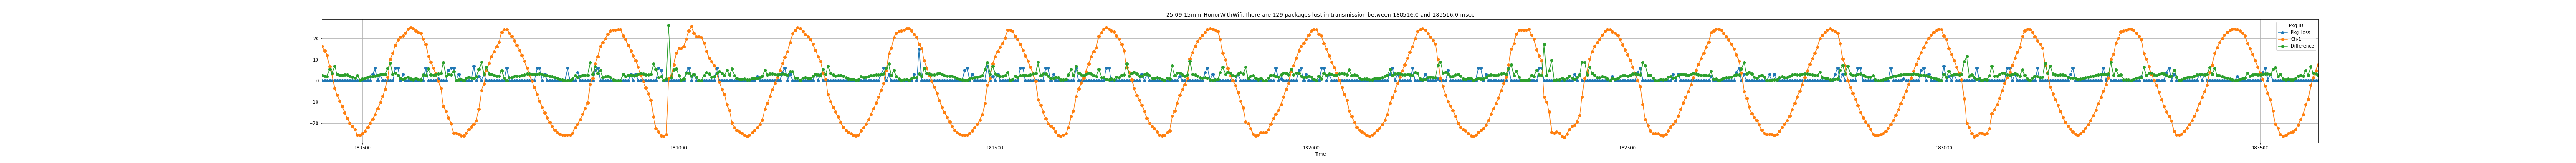 25-09-15min_HonorWithWifi:There are 129 packages lost in transmission between 180516.0 and 183516.0 msec
Pkg ID
Pkg Loss
Ch-1
Difference
20
10
0
−10
−20
180500 181000 181500 182000 182500 183000 183500
Time